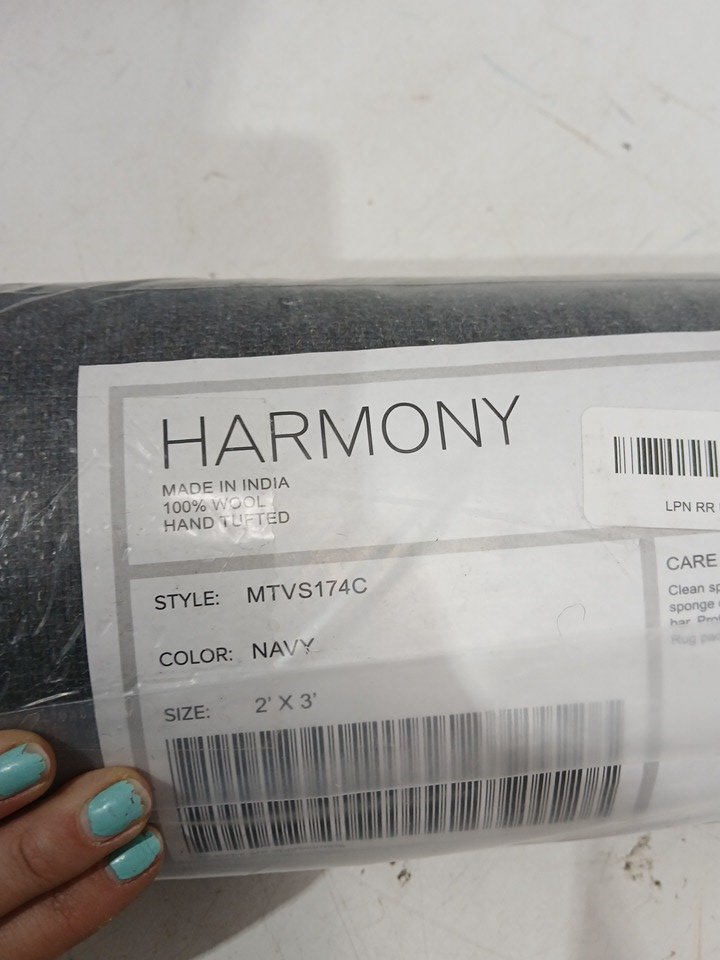 HARMONY
MADE IN INDIA
100% WOOL
HAND TUFTED
LPN RR
STYLE: MTVS174C
COLOR: NAVY
SIZE: 2' X 3'
CARE
Clean
sponge
bar.
Rug